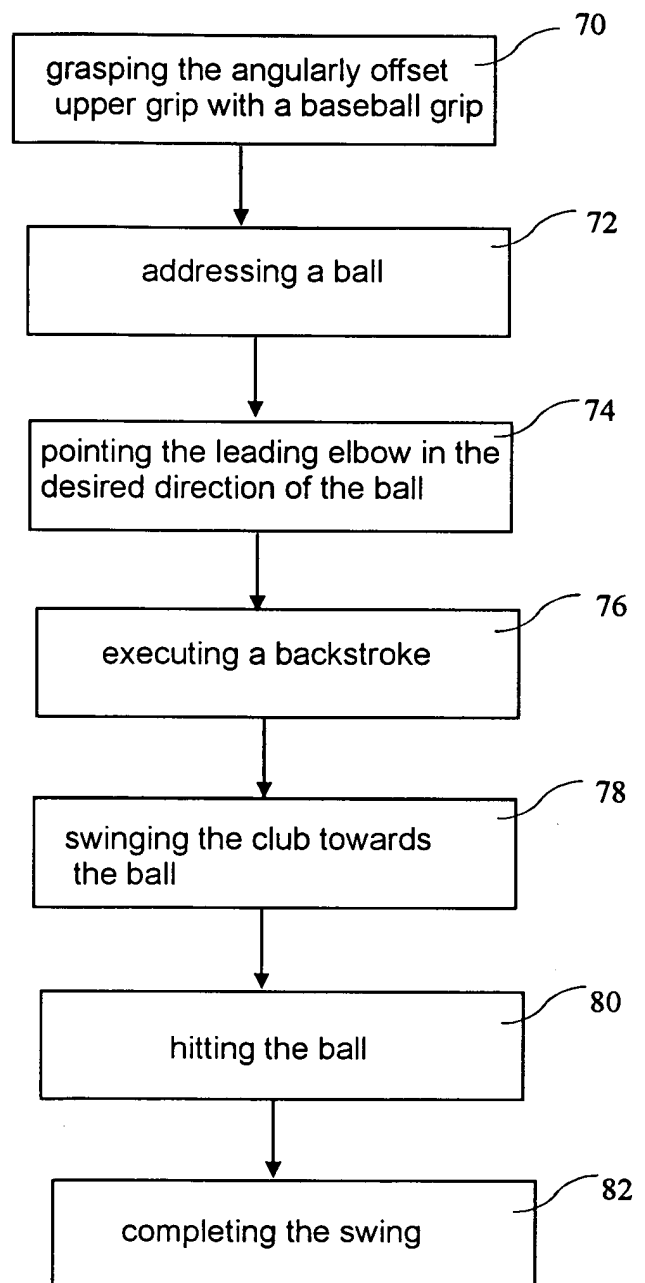 70
grasping the angularly offset
upper grip with a baseball grip
72
addressing a ball
74
pointing the leading elbow in the
desired direction of the ball
76
executing a backstroke
78
swinging the club towards
the ball
80
hitting the ball
82
completing the swing